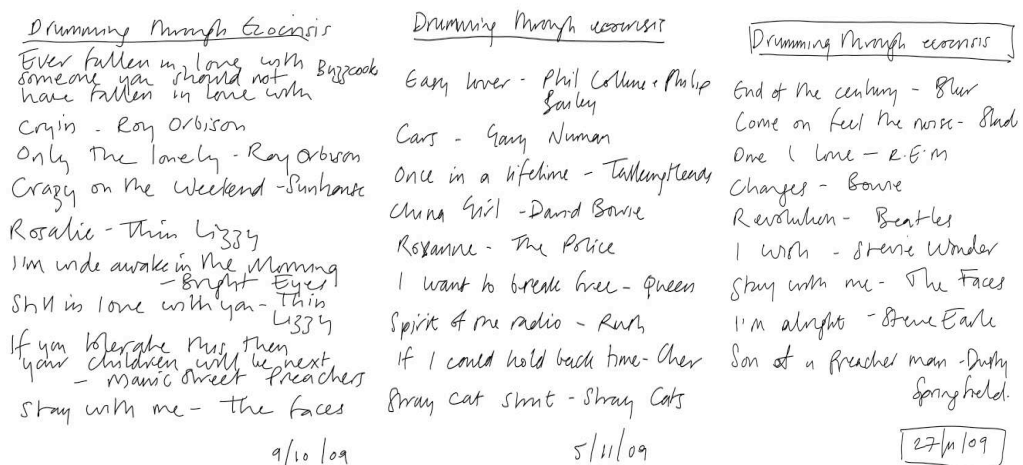 Drumming through Ecocrisis
Ever fallen in love with
someone you should not Buzzcocks
have fallen in love with
Cryin - Roy Orbison
Only the lonely - Roy Orbison
Crazy on the Weekend - Sunhouse
Rosalie - Thin Lizzy
I'm wide awake in the Morning
- Bright Eyes
Still in love with you - Thin
Lizzy
If you tolerate this then
your children will be next
- Manic Street Preachers
Stay with me - The Faces
9/10/09
Drumming through ecocrisis
Easy lover - Phil Collins + Philip
Bailey
Cars - Gary Numan
Once in a lifetime - Talking Heads
China Girl - David Bowie
Roxanne - The Police
I want to break free - Queen
Spirit of the radio - Rush
If I could hold back time - Cher
Stray cat strut - Stray Cats
5/11/09
Drumming through ecocrisis
End of the century - Blur
Come on feel the noise - Slad
One I love - R.E.M
Changes - Bowie
Revolution - Beatles
I wish - Stevie Wonder
Stay with me - The Faces
I'm alright - Steve Earle
Son of a preacher man - Dusty
Springfield.
27/11/09